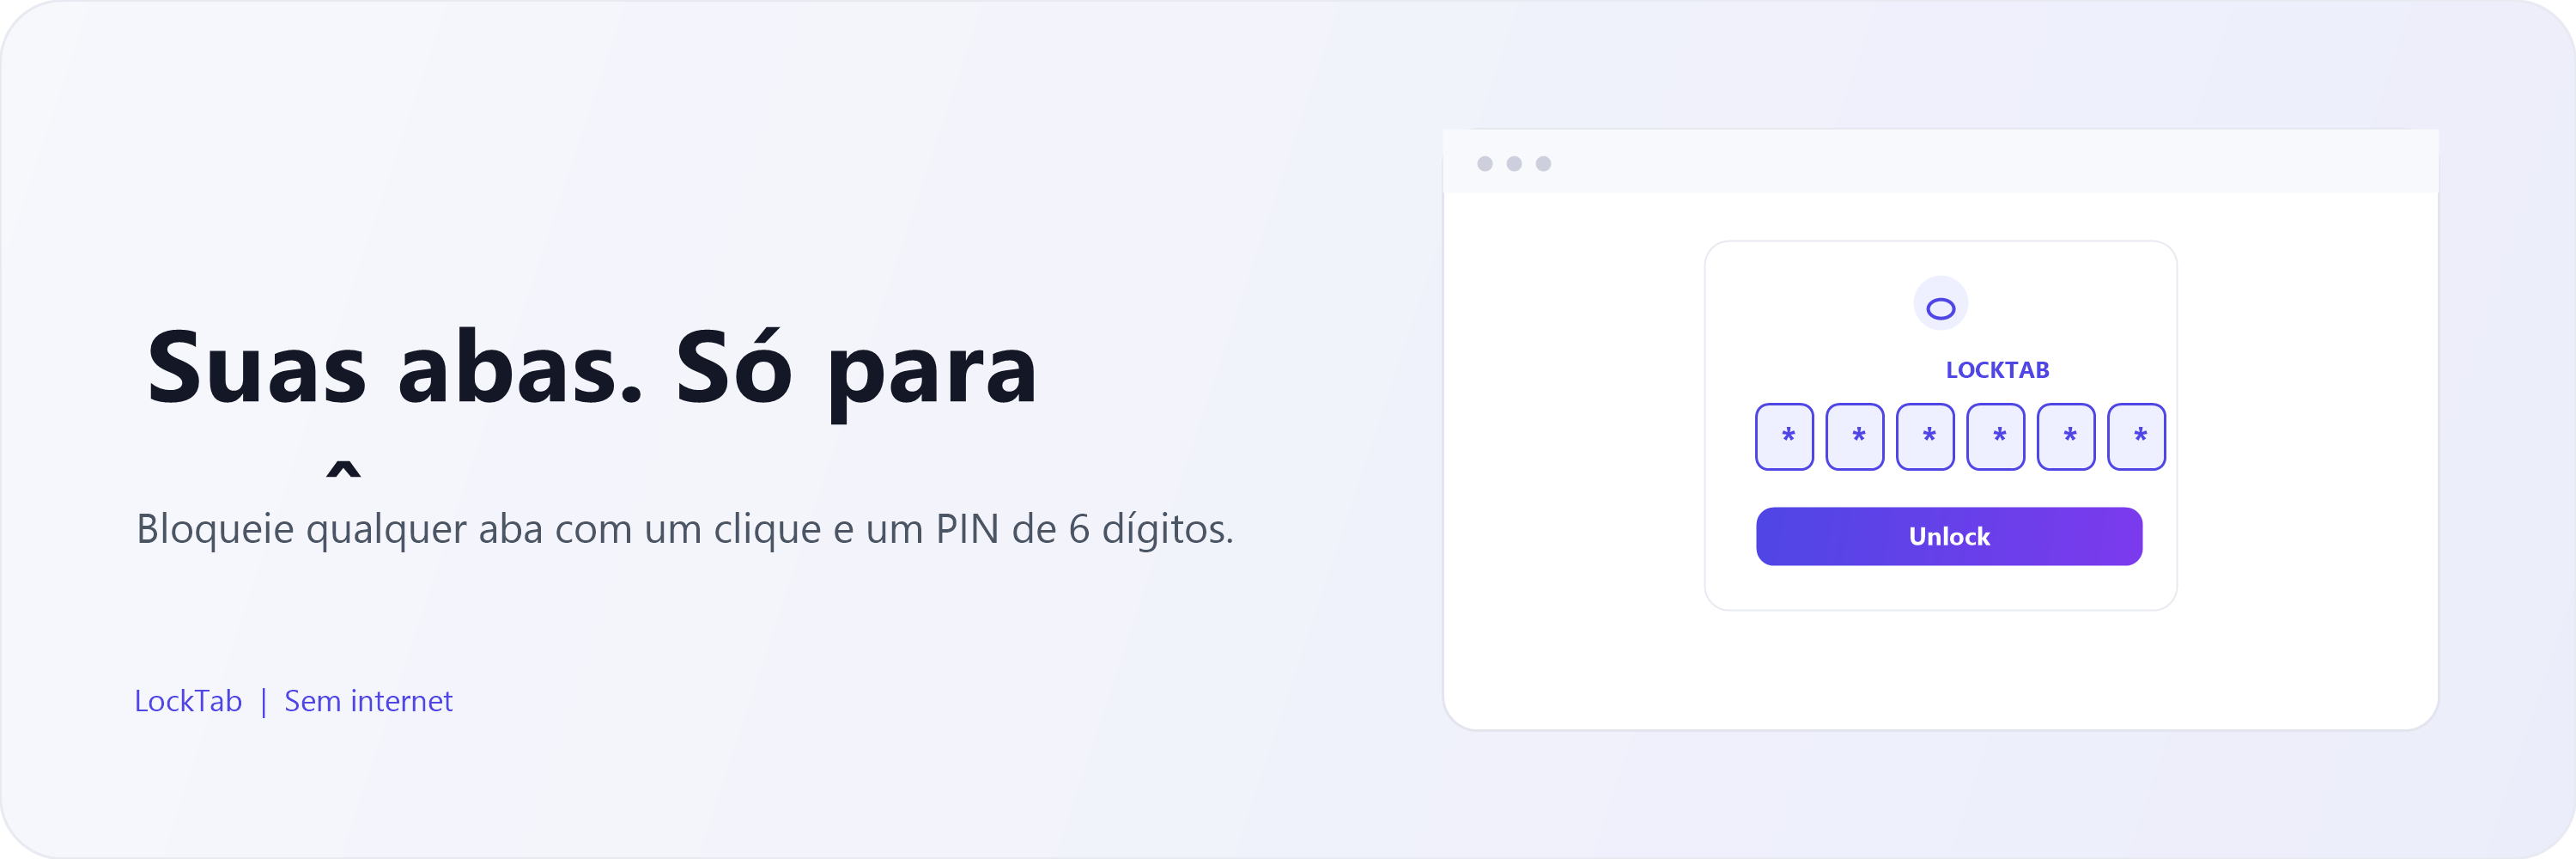 Suas abas. Só para
Bloqueie qualquer aba com um clique e um PIN de 6 dígitos.
LockTab | Sem internet
LOCKTAB
* * * * * *
Unlock